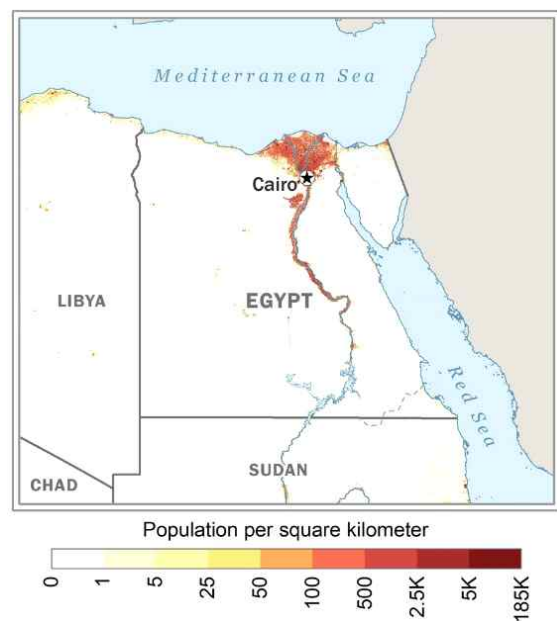 Mediterranean Sea
Cairo
LIBYA
EGYPT
Red Sea
CHAD
SUDAN
Population per square kilometer
0
1
5
25
50
100
500
2.5K
5K
185K